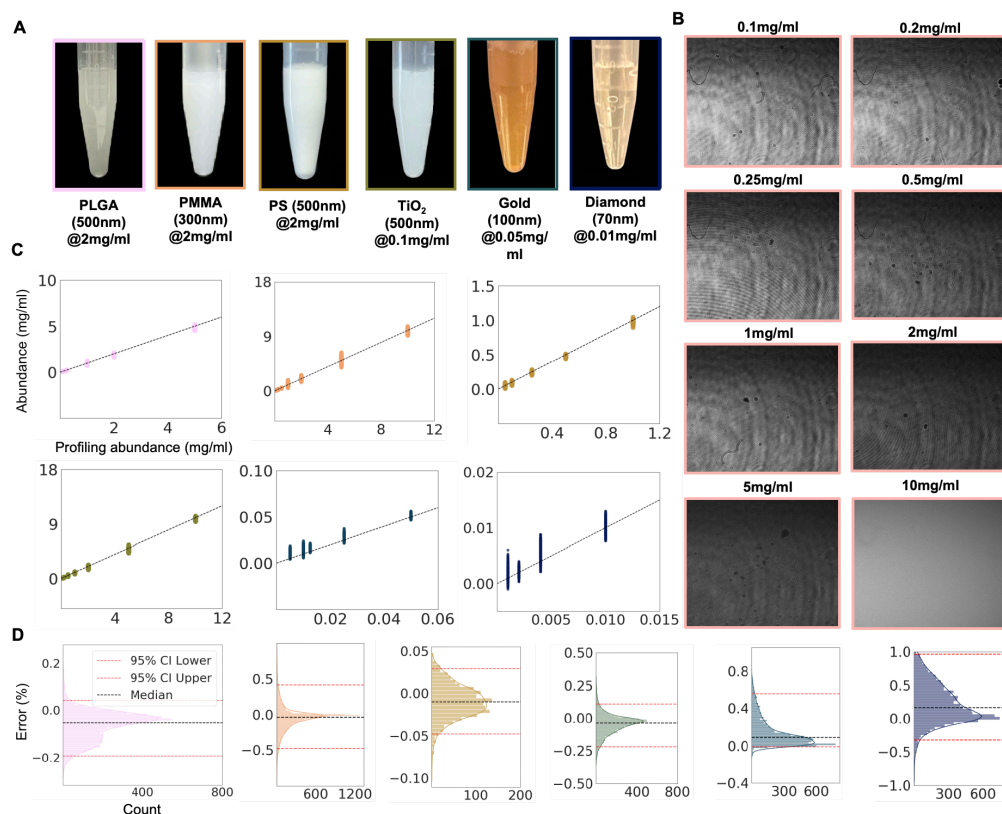 A
PLGA
(500nm)
@2mg/ml
PMMA
(300nm)
@2mg/ml
PS (500nm)
@2mg/ml
TiO₂
(500nm)
@0.1mg/ml
Gold
(100nm)
@0.05mg/
ml
Diamond
(70nm)
@0.01mg/ml
B
0.1mg/ml
0.2mg/ml
0.25mg/ml
0.5mg/ml
1mg/ml
2mg/ml
5mg/ml
10mg/ml
C
Abundance (mg/ml)
10
5
0
2
4
6
Profiling abundance (mg/ml)
18
9
0
4
8
12
1.5
1.0
0.5
0.0
0.4
0.8
1.2
18
9
0
4
8
12
0.10
0.05
0.00
0.02
0.04
0.06
0.02
0.01
0.00
0.005
0.010
0.015
D
Error (%)
0.2
0.0
−0.2
95% CI Lower
95% CI Upper
Median
0
400
800
Count
0.5
0.0
−0.5
600
1200
0.05
0.00
−0.05
−0.10
0
100
200
0.50
0.25
0.00
−0.25
−0.50
0
400
800
0.8
0.4
0.0
−0.4
300
600
1.0
0.5
0.0
−0.5
−1.0
300
600